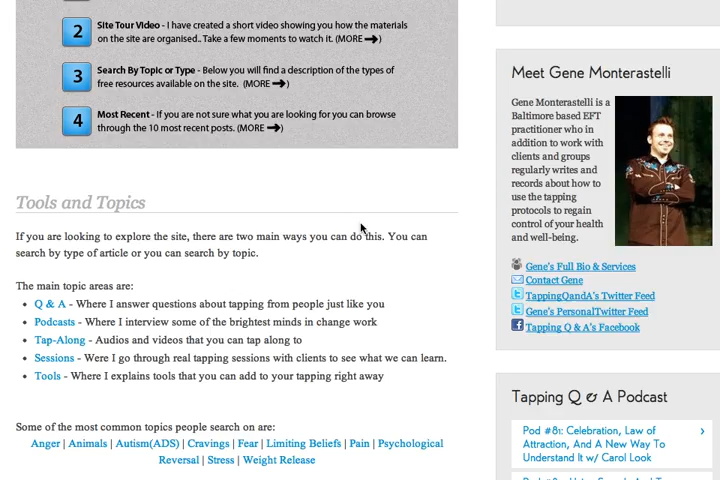 2
Site Tour Video - I have created a short video showing you how the materials
on the site are organised.. Take a few moments to watch it. (MORE ➔)
3
Search By Topic or Type - Below you will find a description of the types of
free resources available on the site. (MORE ➔)
4
Most Recent - If you are not sure what you are looking for you can browse
through the 10 most recent posts. (MORE ➔)
Tools and Topics
If you are looking to explore the site, there are two main ways you can do this. You can
search by type of article or you can search by topic.
The main topic areas are:
• Q & A - Where I answer questions about tapping from people just like you
• Podcasts - Where I interview some of the brightest minds in change work
• Tap-Along - Audios and videos that you can tap along to
• Sessions - Were I go through real tapping sessions with clients to see what we can learn.
• Tools - Where I explains tools that you can add to your tapping right away
Some of the most common topics people search on are:
Anger | Animals | Autism(ADS) | Cravings | Fear | Limiting Beliefs | Pain | Psychological
Reversal | Stress | Weight Release
Meet Gene Monterastelli
Gene Monterastelli is a
Baltimore based EFT
practitioner who in
addition to work with
clients and groups
regularly writes and
records about how to
use the tapping
protocols to regain
control of your health
and well-being.
Gene's Full Bio & Services
Contact Gene
TappingQandA's Twitter Feed
Gene's PersonalTwitter Feed
Tapping Q & A's Facebook
Tapping Q & A Podcast
Pod #81: Celebration, Law of
Attraction, And A New Way To
Understand It w/ Carol Look